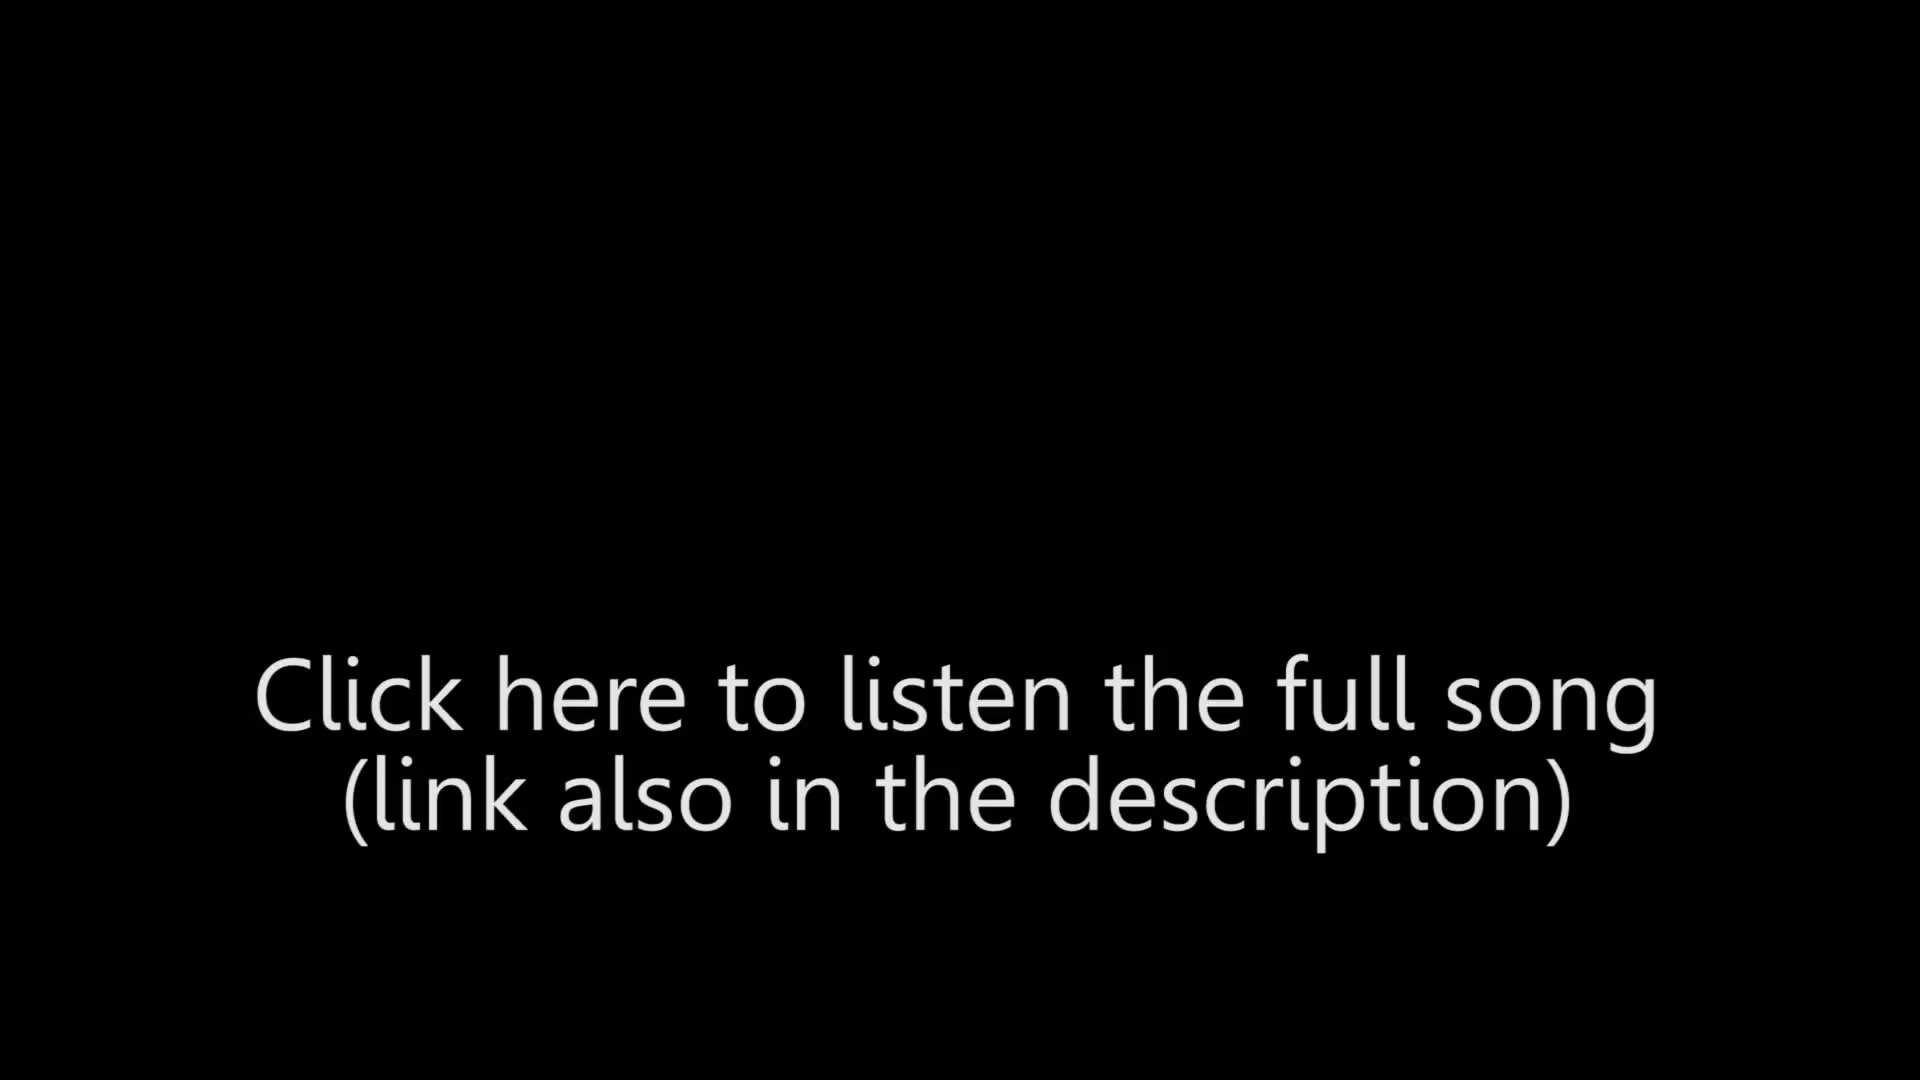 Click here to listen the full song
(link also in the description)